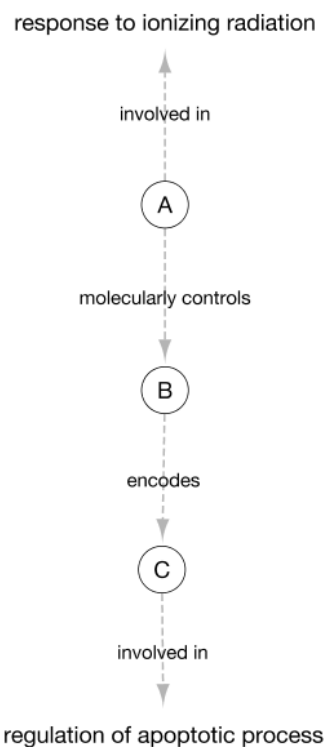 response to ionizing radiation
involved in
A
molecularly controls
B
encodes
C
involved in
regulation of apoptotic process